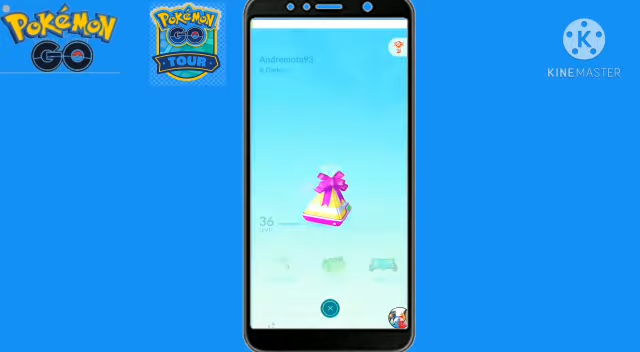 Pokémon
GO
POKÉMON
GO
TOUR
K
KINEMASTER
Andremota93
36